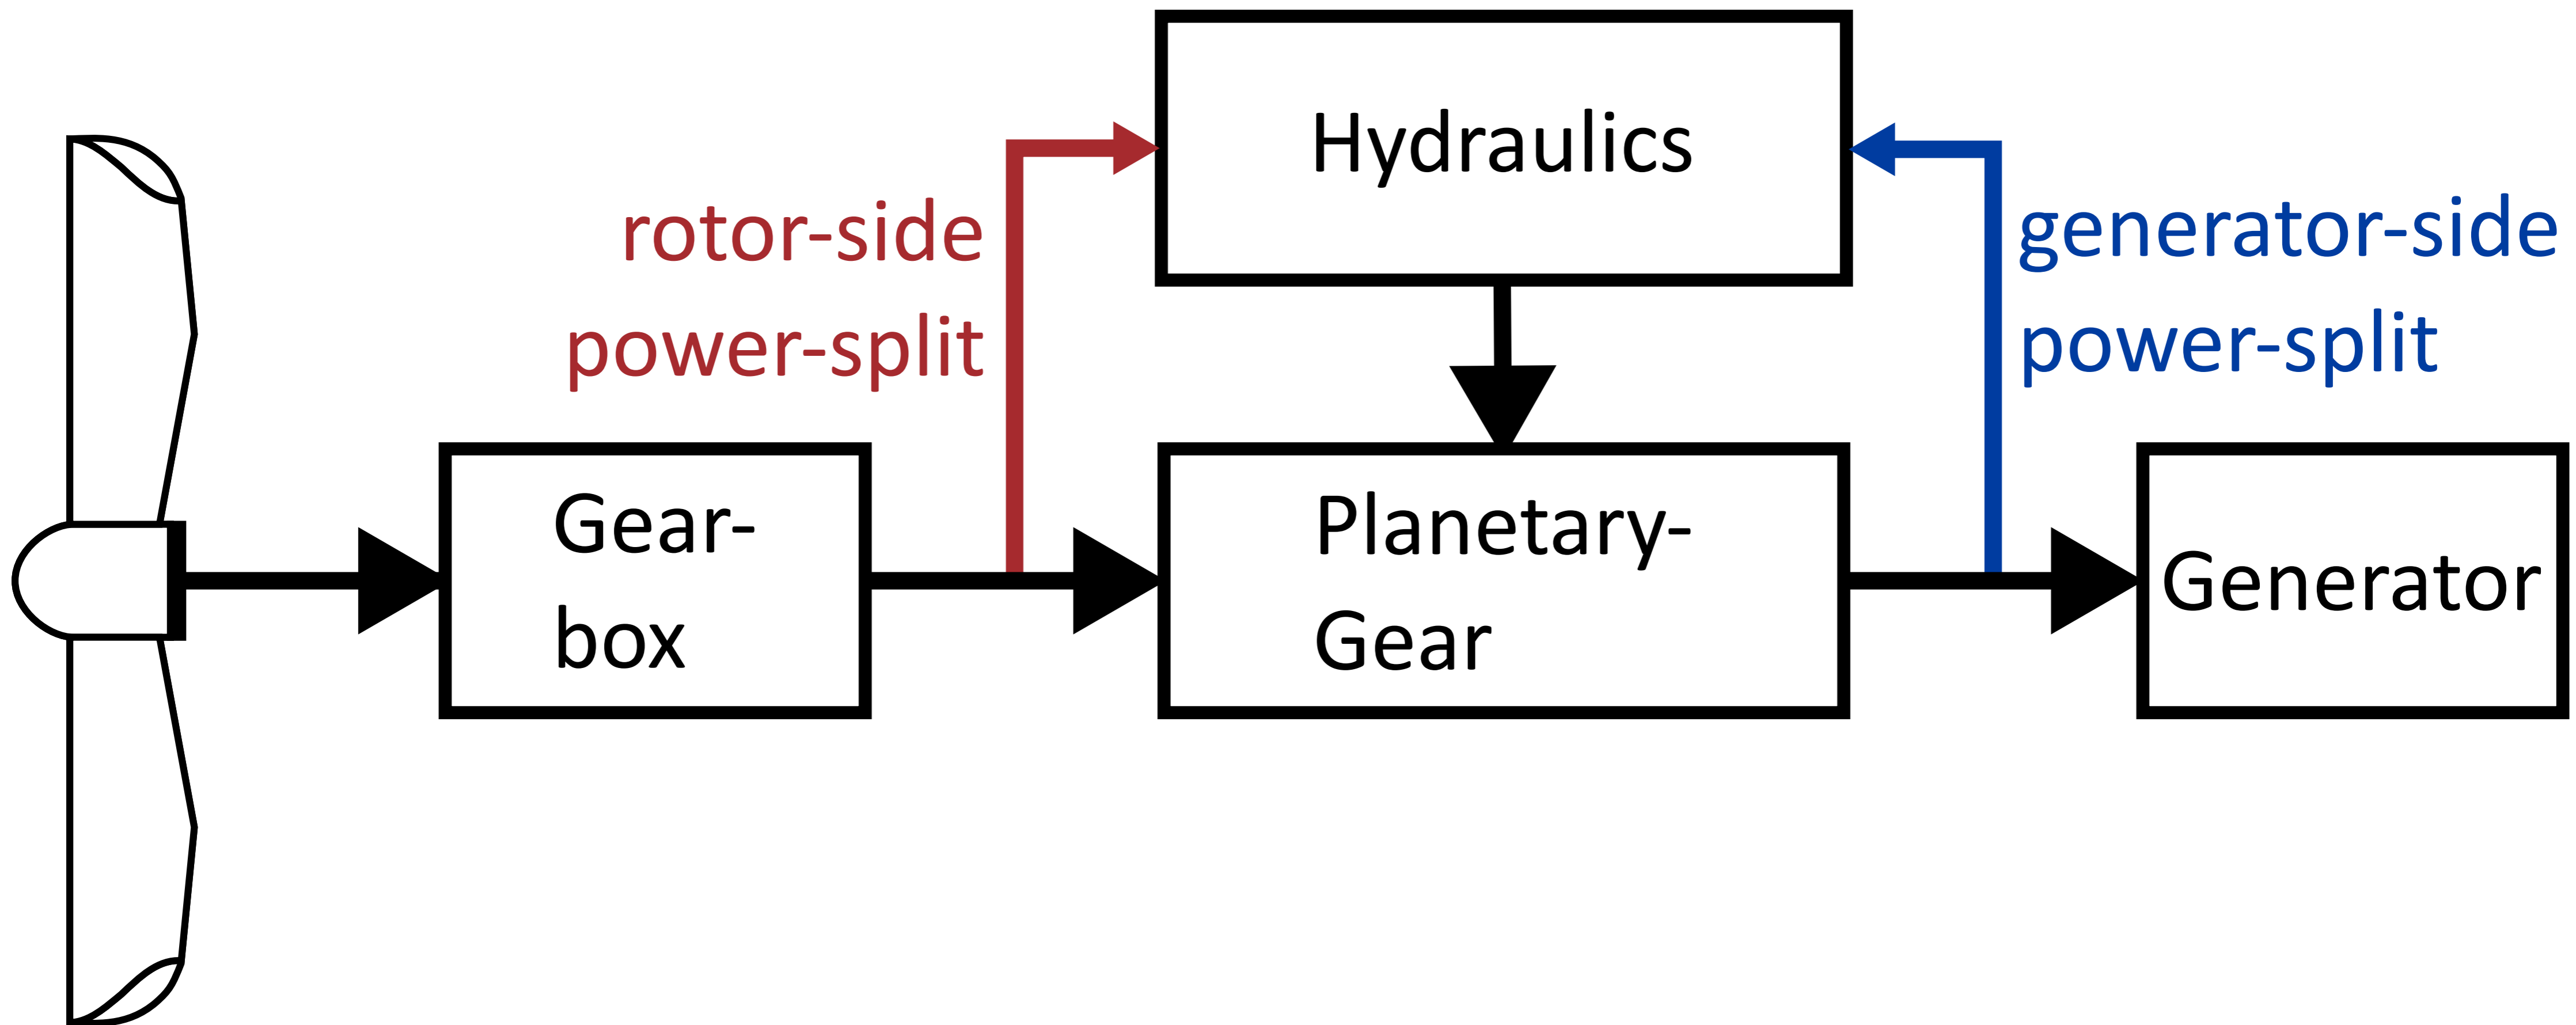 Hydraulics
rotor-side
power-split
generator-side
power-split
Gear-
box
Planetary-
Gear
Generator